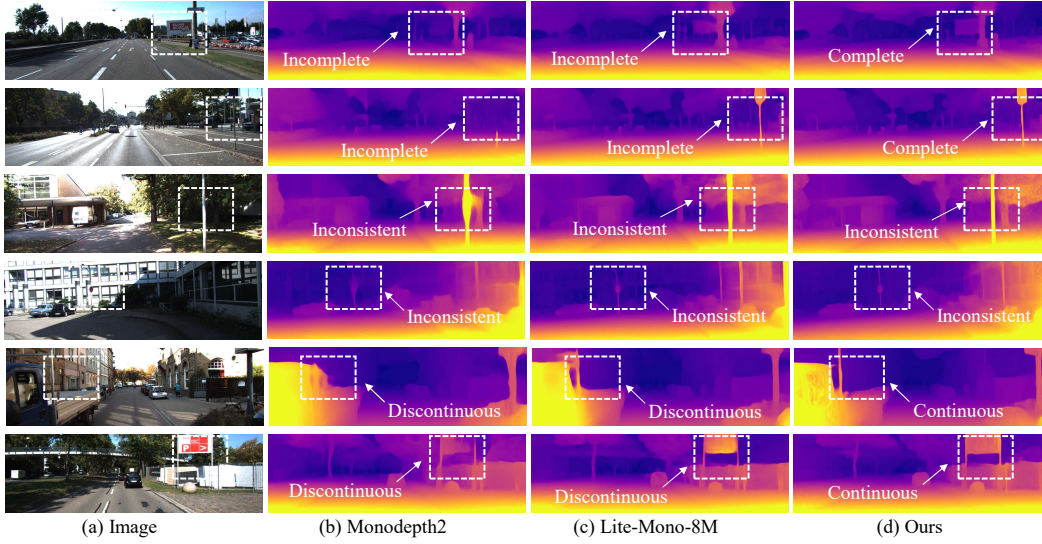 Incomplete
Incomplete
Complete
Incomplete
Incomplete
Complete
Inconsistent
Inconsistent
Inconsistent
Inconsistent
Inconsistent
Inconsistent
Discontinuous
Discontinuous
Continuous
P >
Discontinuous
Discontinuous
Continuous
(a) Image
(b) Monodepth2
(c) Lite-Mono-8M
(d) Ours